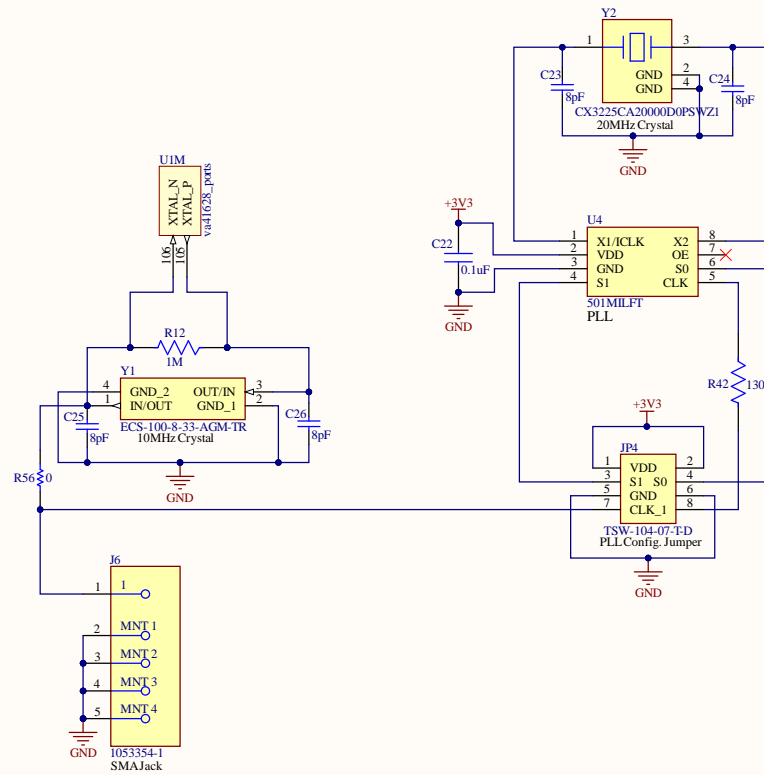 Y2
1
3
GND
2
GND
4
C23
8pF
C24
8pF
CX3225CA20000D0PSWZ1
20MHz Crystal
GND
U1M
XTAL_N
XTAL_P
va41628_ports
106
105
+3V3
C22
0.1uF
GND
U4
1 X1/ICLK X2 8
2 VDD OE 7
3 GND S0 6
4 S1 CLK 5
501MILFT
PLL
R12
1M
Y1
4 GND_2 OUT/IN 3
1 IN/OUT GND_1 2
ECS-100-8-33-AGM-TR
10MHz Crystal
C25
8pF
C26
8pF
GND
R56 0
R42 130
+3V3
JP4
1 VDD 2
3 S1 S0 4
5 GND 6
7 CLK_1 8
TSW-104-07-T-D
PLL Config. Jumper
GND
J6
1 1
2 MNT 1
3 MNT 2
4 MNT 3
5 MNT 4
GND
1053354-1
SMA Jack